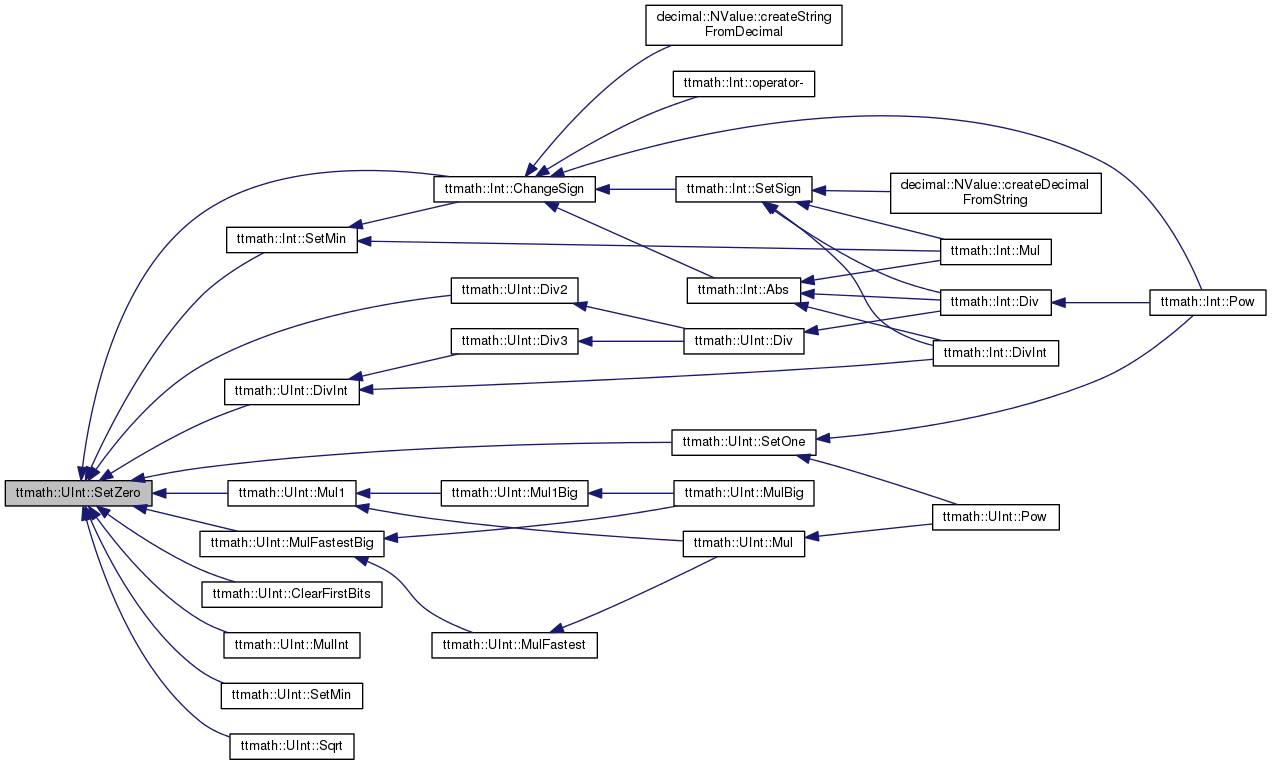 decimal::NValue::createString
FromDecimal
ttmath::Int::operator-
ttmath::Int::ChangeSign
ttmath::Int::SetSign
decimal::NValue::createDecimal
FromString
ttmath::Int::SetMin
ttmath::Int::Mul
ttmath::UInt::Div2
ttmath::Int::Abs
ttmath::Int::Div
ttmath::Int::Pow
ttmath::UInt::Div3
ttmath::UInt::Div
ttmath::Int::DivInt
ttmath::UInt::DivInt
ttmath::UInt::SetOne
ttmath::UInt::SetZero
ttmath::UInt::Mul1
ttmath::UInt::Mul1Big
ttmath::UInt::MulBig
ttmath::UInt::Pow
ttmath::UInt::MulFastestBig
ttmath::UInt::Mul
ttmath::UInt::ClearFirstBits
ttmath::UInt::MulInt
ttmath::UInt::MulFastest
ttmath::UInt::SetMin
ttmath::UInt::Sqrt